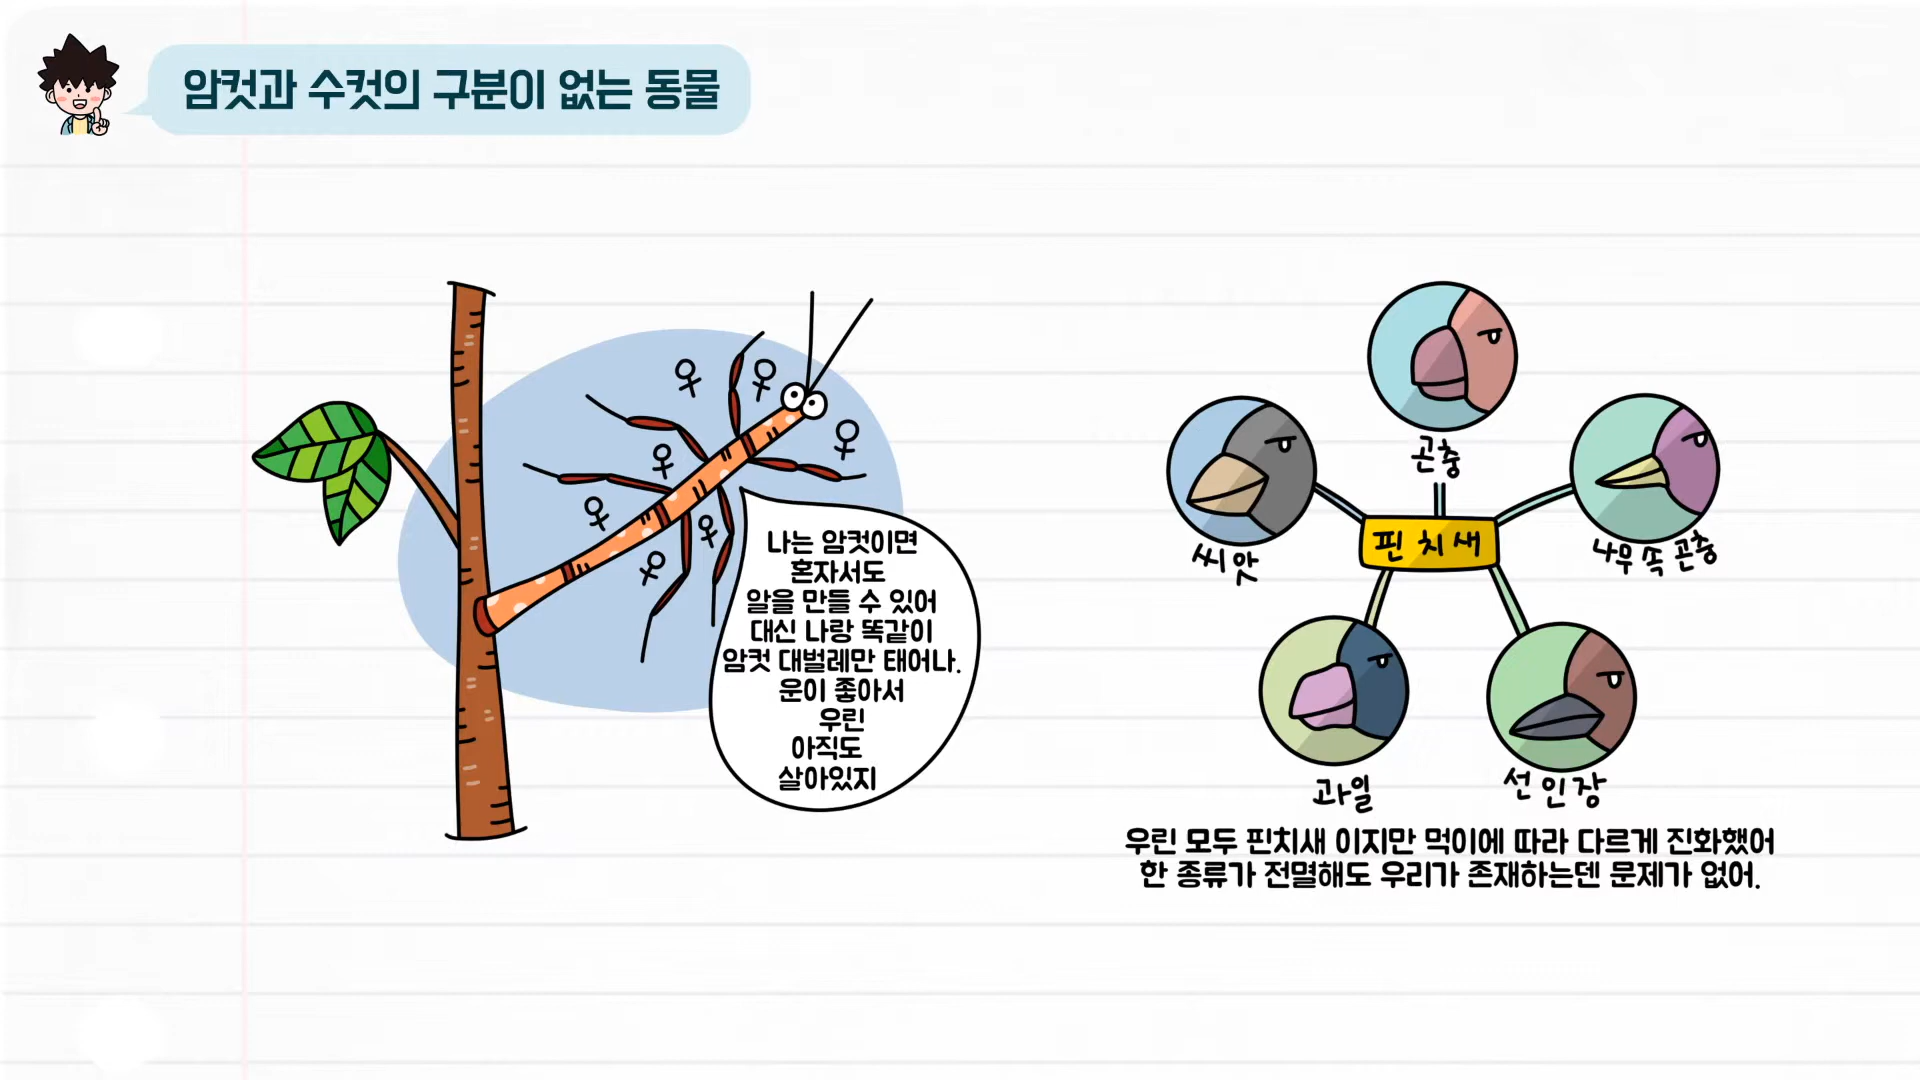 암컷과 수컷의 구분이 없는 동물
나는 암컷이면
혼자서도
알을 만들 수 있어
대신 나랑 똑같이
암컷 대벌레만 태어나.
운이 좋아서
우린
아직도
살아있지
곤충
씨앗
나무 속 곤충
핀치새
과일
선인장
우린 모두 핀치새 이지만 먹이에 따라 다르게 진화했어
한 종류가 전멸해도 우리가 존재하는덴 문제가 없어.